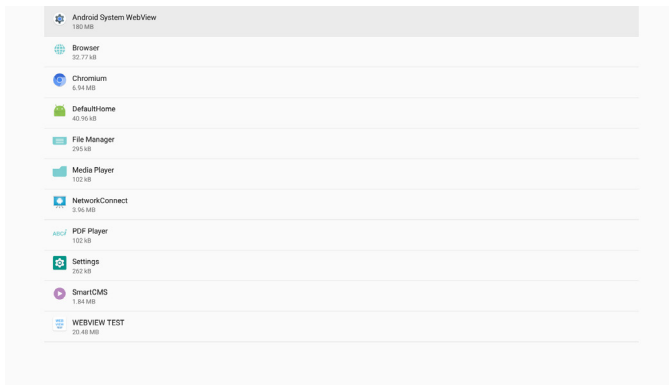 Android System WebView
180 MB
Browser
32.77 kB
Chromium
6.94 MB
DefaultHome
40.96 kB
File Manager
295 kB
Media Player
102 kB
NetworkConnect
3.96 MB
PDF Player
102 kB
Settings
262 kB
SmartCMS
1.84 MB
WEBVIEW TEST
20.48 MB